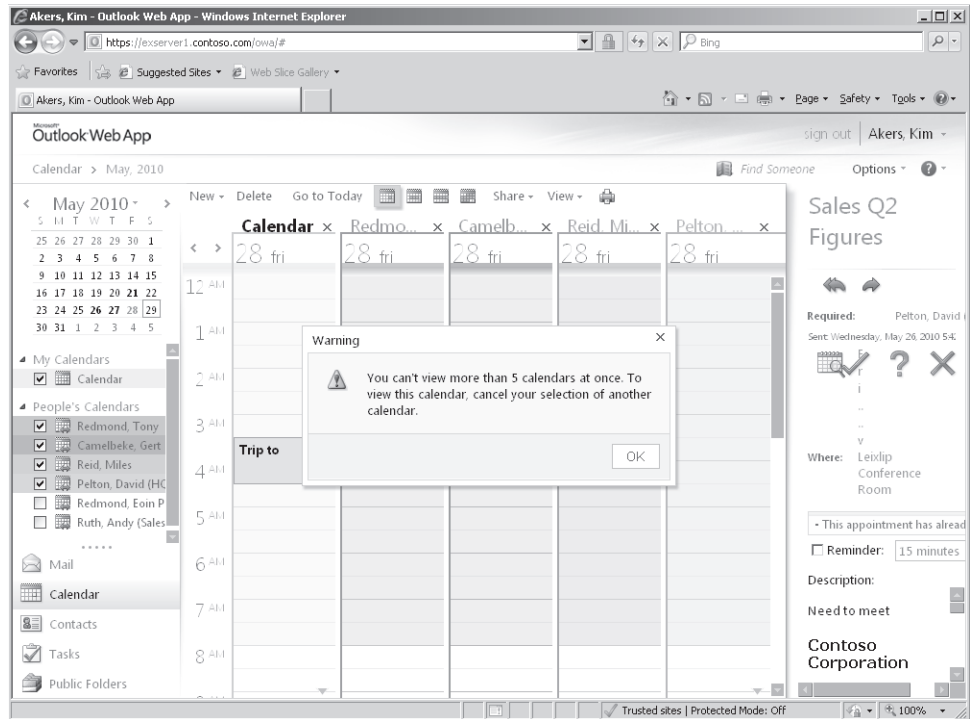 Akers, Kim - Outlook Web App - Windows Internet Explorer
https://exserver1.contoso.com/owa/#
Bing
Favorites
Suggested Sites
Web Slice Gallery
Akers, Kim - Outlook Web App
Page
Safety
Tools
Microsoft
Outlook Web App
sign out
Akers, Kim
Calendar > May, 2010
Find Someone
Options
May 2010
S M T W T F S
25 26 27 28 29 30 1
2 3 4 5 6 7 8
9 10 11 12 13 14 15
16 17 18 19 20 21 22
23 24 25 26 27 28 29
30 31 1 2 3 4 5
My Calendars
Calendar
People's Calendars
Redmond, Tony
Camelbeke, Gert
Reid, Miles
Pelton, David (HC
Redmond, Eoin P
Ruth, Andy (Sales
Mail
Calendar
Contacts
Tasks
Public Folders
New
Delete
Go to Today
Share
View
Calendar x
Redmo... x
Camelb... x
Reid, Mi... x
Pelton, ... x
28 fri
28 fri
28 fri
28 fri
28 fri
12 AM
1 AM
2 AM
3 AM
4 AM
5 AM
6 AM
7 AM
8 AM
Trip to
Warning
You can't view more than 5 calendars at once. To
view this calendar, cancel your selection of another
calendar.
OK
Sales Q2
Figures
Required: Pelton, David (
Sent: Wednesday, May 26, 2010 5:42
F
r
i
..
..
v
Where: Leixlip
Conference
Room
- This appointment has alread
Reminder: 15 minutes
Description:
Need to meet
Contoso
Corporation
Trusted sites | Protected Mode: Off
100%